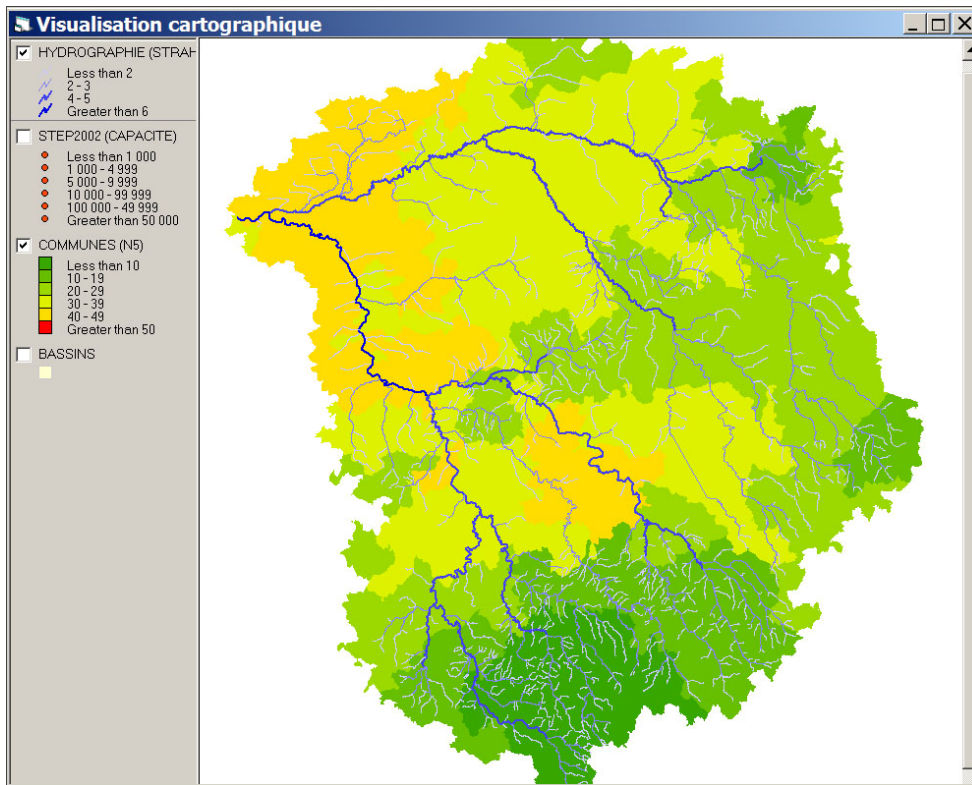 Visualisation cartographique
HYDROGRAPHIE (STRAH
Less than 2
2 - 3
4 - 5
Greater than 6
STEP2002 (CAPACITE)
Less than 1 000
1 000 - 4 999
5 000 - 9 999
10 000 - 99 999
100 000 - 49 999
Greater than 50 000
COMMUNES (N5)
Less than 10
10 - 19
20 - 29
30 - 39
40 - 49
Greater than 50
BASSINS